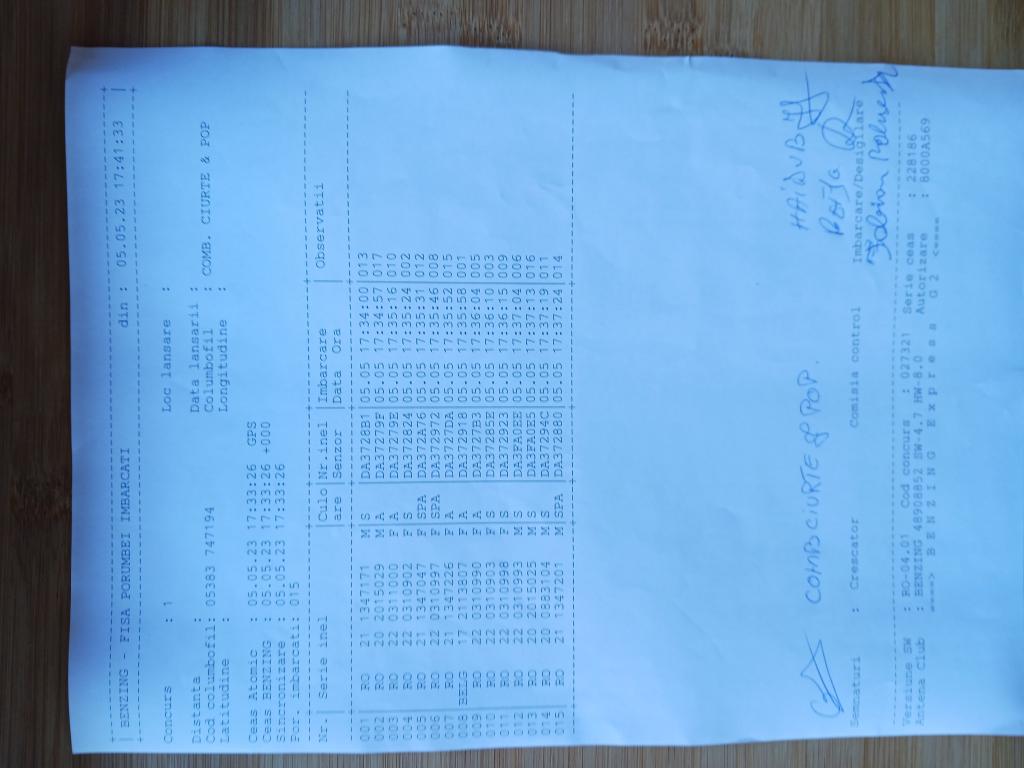 BENZING - FISA PORUMBEI IMBARCATI din : 05.05.23 17:41:33
Concurs : 1 Loc lansare :
Distanta : Data lansarii :
Cod columbofil: 05383 747194 Columbofil : COMB. CIURTE & POP
Latitudine : Longitudine :
Ceas Atomic : 05.05.23 17:33:26 GPS
Ceas BENZING : 05.05.23 17:33:26 +000
Sincronizare : 05.05.23 17:33:26
Por. imbarcati: 015
Nr. | Serie inel |Culo|Nr.inel |Imbarcare | Observatii
|are |Senzor |Data Ora |
001 | RO 21 1347171 M|S |DA3728BF|05.05 17:34:00|013
002 | RO 20 2015029 M|A |DA37279F|05.05 17:34:57|017
003 | RO 22 0311000 F|A |DA37279E|05.05 17:35:16|010
004 | RO 22 0310902 F|S |DA372824|05.05 17:35:24|002
005 | RO 21 1347047 F|SPA |DA372A76|05.05 17:35:31|012
006 | RO 22 0310997 F|SPA |DA372972|05.05 17:35:46|008
007 | RO 21 1347226 F|A |DA3727DA|05.05 17:35:52|015
008 |BELG 17 2113807 F|A |DA372918|05.05 17:35:58|001
009 | RO 22 0310990 F|A |DA3727B3|05.05 17:36:04|005
010 | RO 22 0310903 F|S |DA37285E|05.05 17:36:10|003
011 | RO 22 0310998 F|S |DA372923|05.05 17:36:15|009
012 | RO 22 0310993 M|S |DA3FA0EE|05.05 17:37:04|006
013 | RO 20 2015025 M|S |DA3FA0E5|05.05 17:37:13|016
014 | RO 20 0883104 M|S |DA37294C|05.05 17:37:19|011
015 | RO 21 1347201 M|SPA |DA372880|05.05 17:37:24|014
COMB CIURTE & POP. HAIDUB
Semnaturi : Crescator Comisia control Imbarcare/Desigilare
Versiune SW : RO-04.01 Cod concurs : 027321 Serie ceas : 228186
Antena club : BENZING 48908852 SW-4.7 HW-8.0 Autorizare : 8000A569
====> B E N Z I N G E x p r e s s G 2 <====